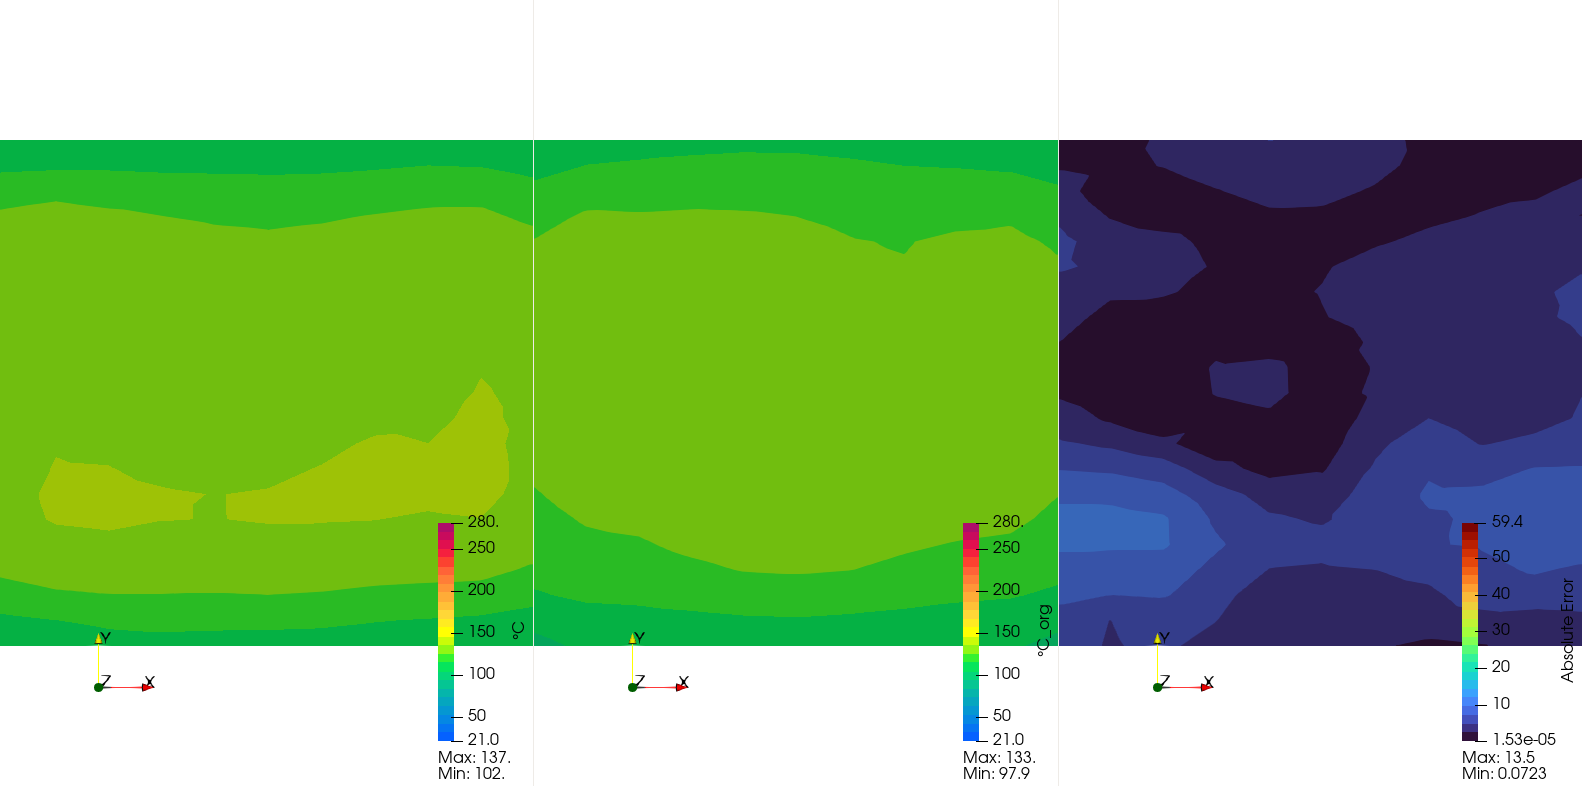 280.
250
200
150
100
50
21.0
°C
Max: 137.
Min: 102.
Y
Z
X
280.
250
200
150
100
50
21.0
°C_org
Max: 133.
Min: 97.9
Y
Z
X
59.4
50
40
30
20
10
1.53e-05
Absolute Error
Max: 13.5
Min: 0.0723
Y
Z
X